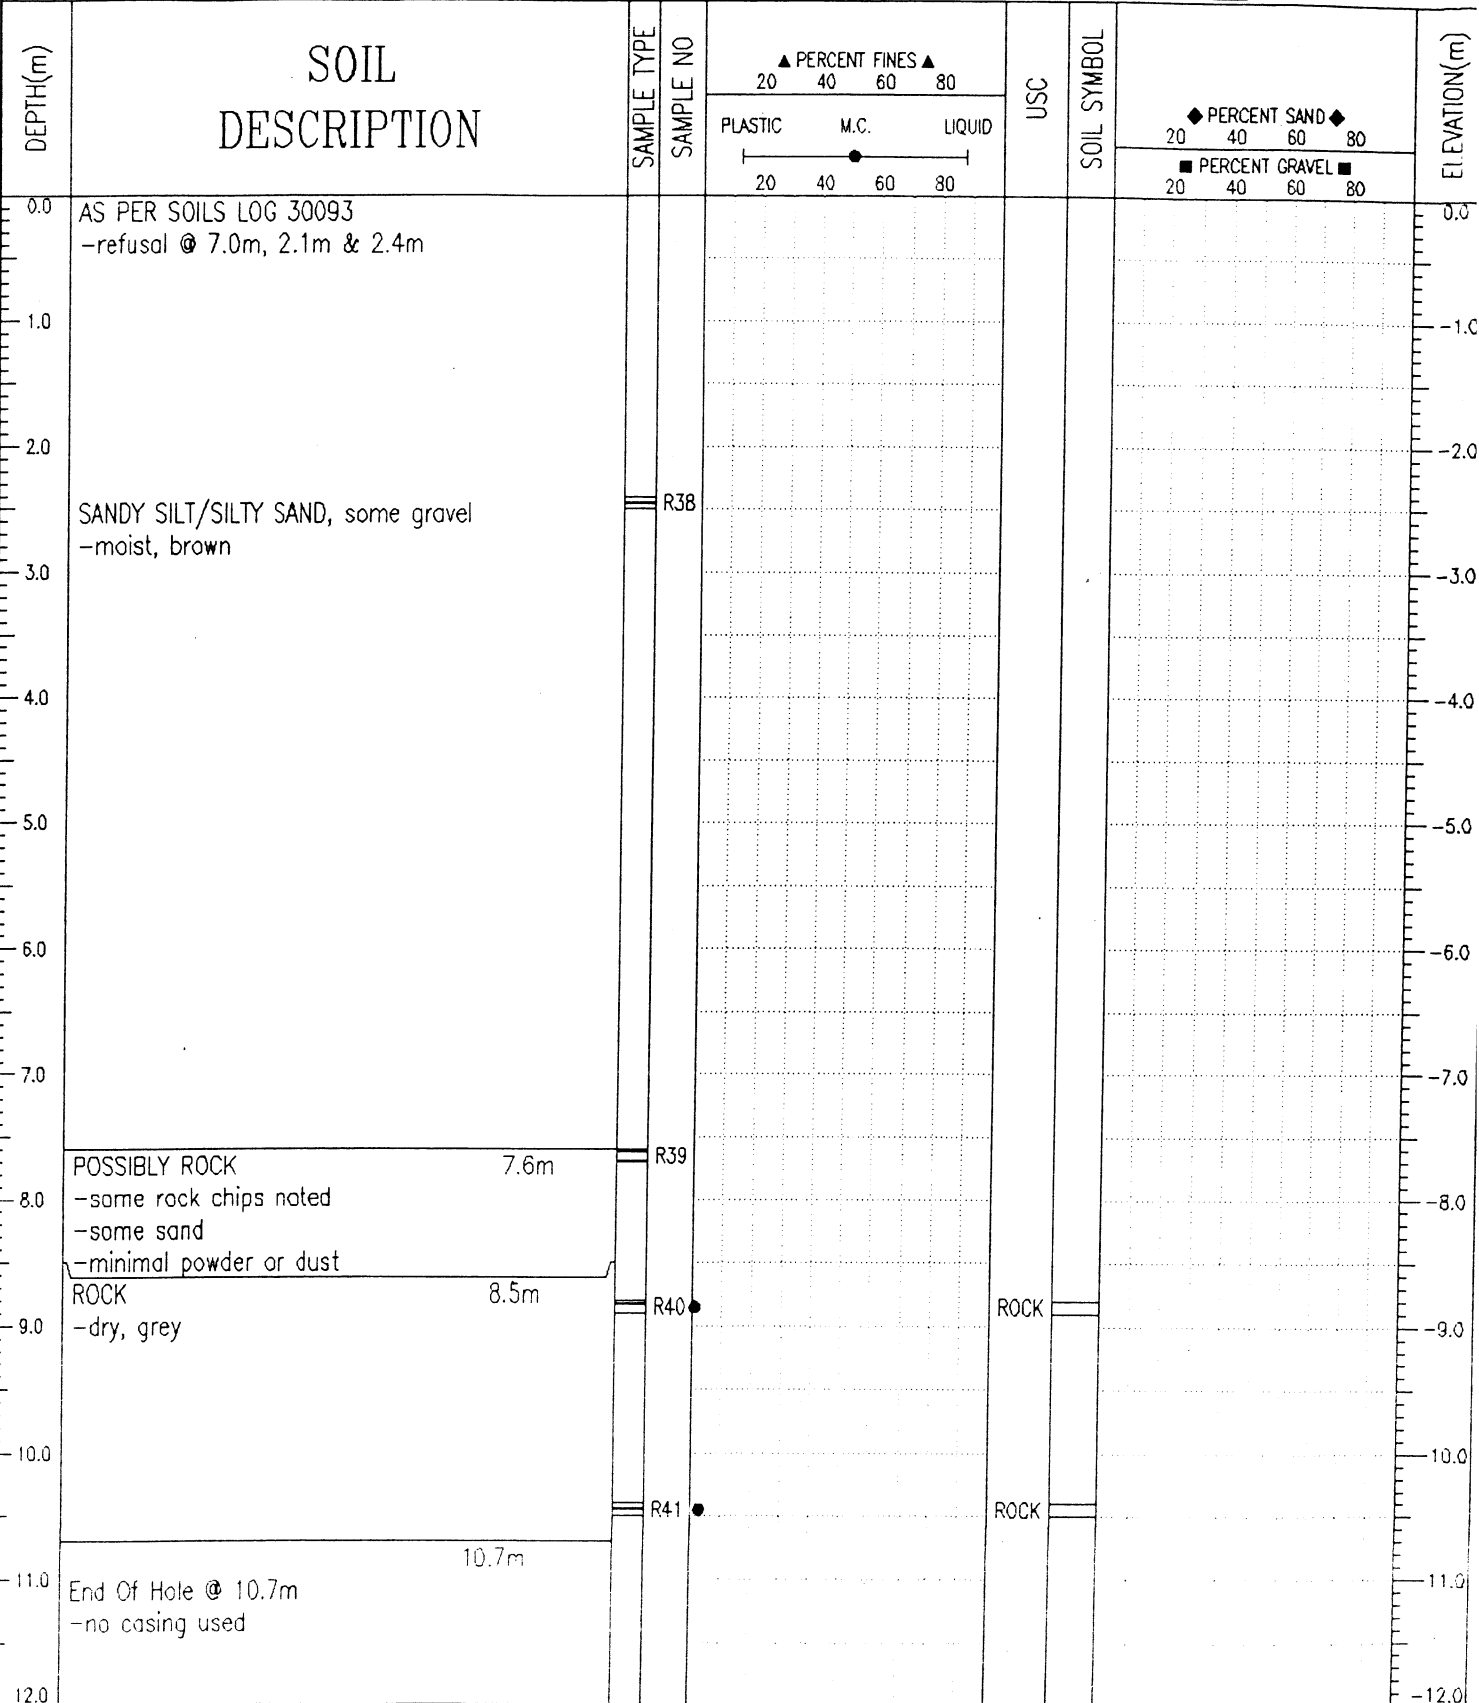 DEPTH(m)
SOIL
DESCRIPTION
SAMPLE TYPE
SAMPLE NO
▲ PERCENT FINES ▲
20 40 60 80
PLASTIC M.C. LIQUID
20 40 60 80
USC
SOIL SYMBOL
◆ PERCENT SAND ◆
20 40 60 80
■ PERCENT GRAVEL ■
20 40 60 80
ELEVATION(m)
0.0
AS PER SOILS LOG 30093
-refusal @ 7.0m, 2.1m & 2.4m
0.0
1.0
-1.0
2.0
-2.0
R38
SANDY SILT/SILTY SAND, some gravel
-moist, brown
3.0
-3.0
4.0
-4.0
5.0
-5.0
6.0
-6.0
7.0
-7.0
POSSIBLY ROCK 7.6m
R39
-some rock chips noted
8.0
-8.0
-some sand
-minimal powder or dust
ROCK 8.5m
R40
ROCK
-dry, grey
9.0
-9.0
10.0
-10.0
R41
ROCK
10.7m
11.0
-11.0
End Of Hole @ 10.7m
-no casing used
12.0
-12.0